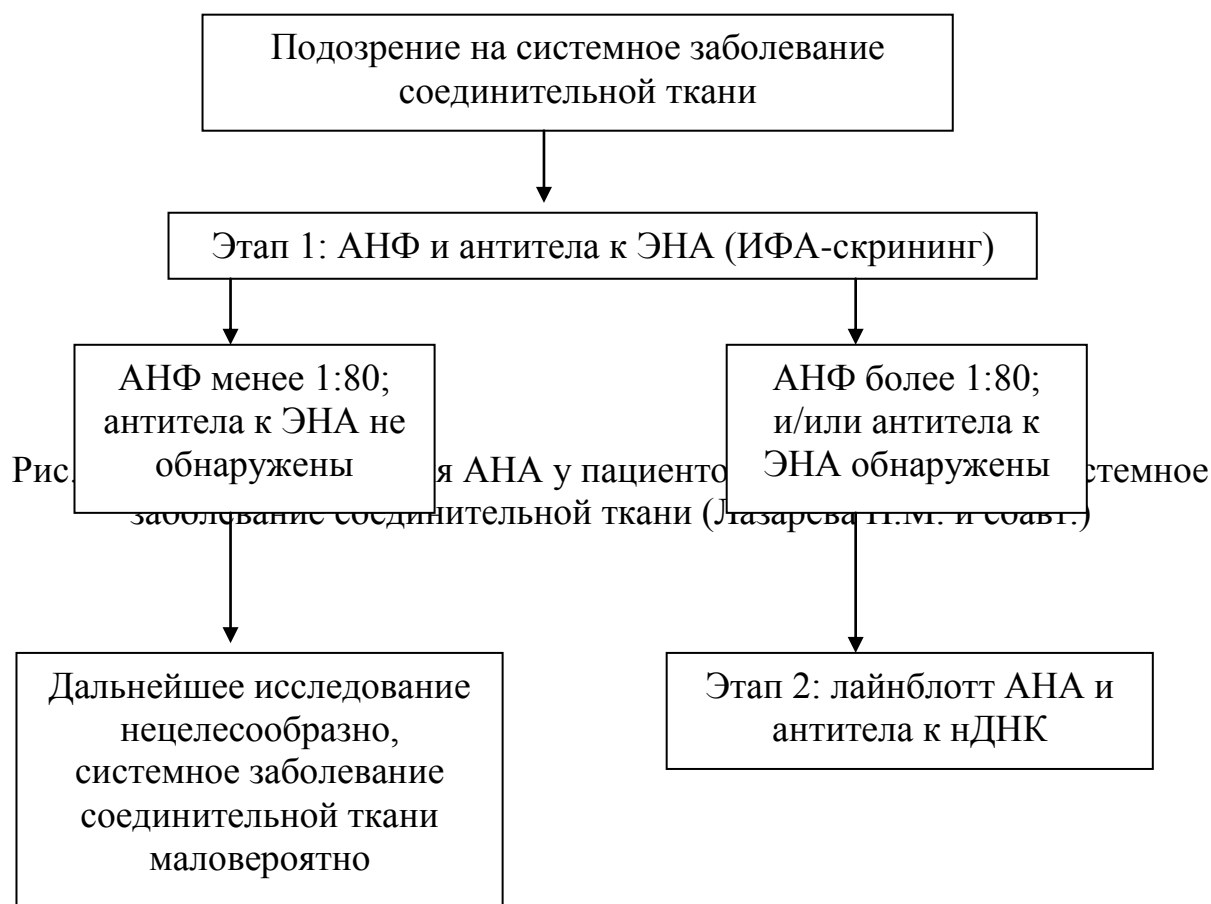 Подозрение на системное заболевание
соединительной ткани
Этап 1: АНФ и антитела к ЭНА (ИФА-скрининг)
АНФ менее 1:80;
антитела к ЭНА не
обнаружены
АНФ более 1:80;
и/или антитела к
ЭНА обнаружены
Рис. АНА у
заболевание соединительной ткани (Лазарева Н.М. и соавт.)
Дальнейшее исследование
нецелесообразно,
системное заболевание
соединительной ткани
маловероятно
Этап 2: лайнблотт АНА и
антитела к нДНК